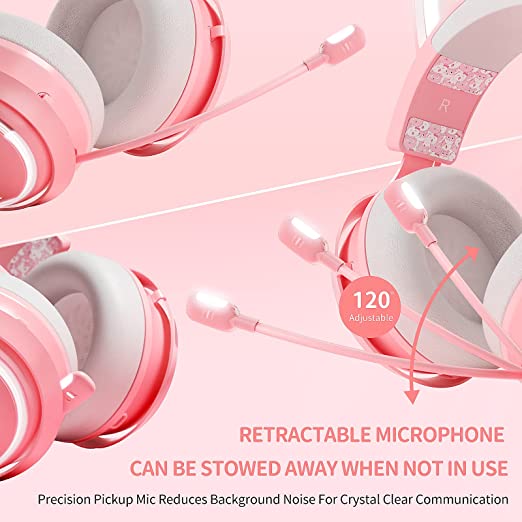 R
120
Adjustable
RETRACTABLE MICROPHONE
CAN BE STOWED AWAY WHEN NOT IN USE
Precision Pickup Mic Reduces Background Noise For Crystal Clear Communication